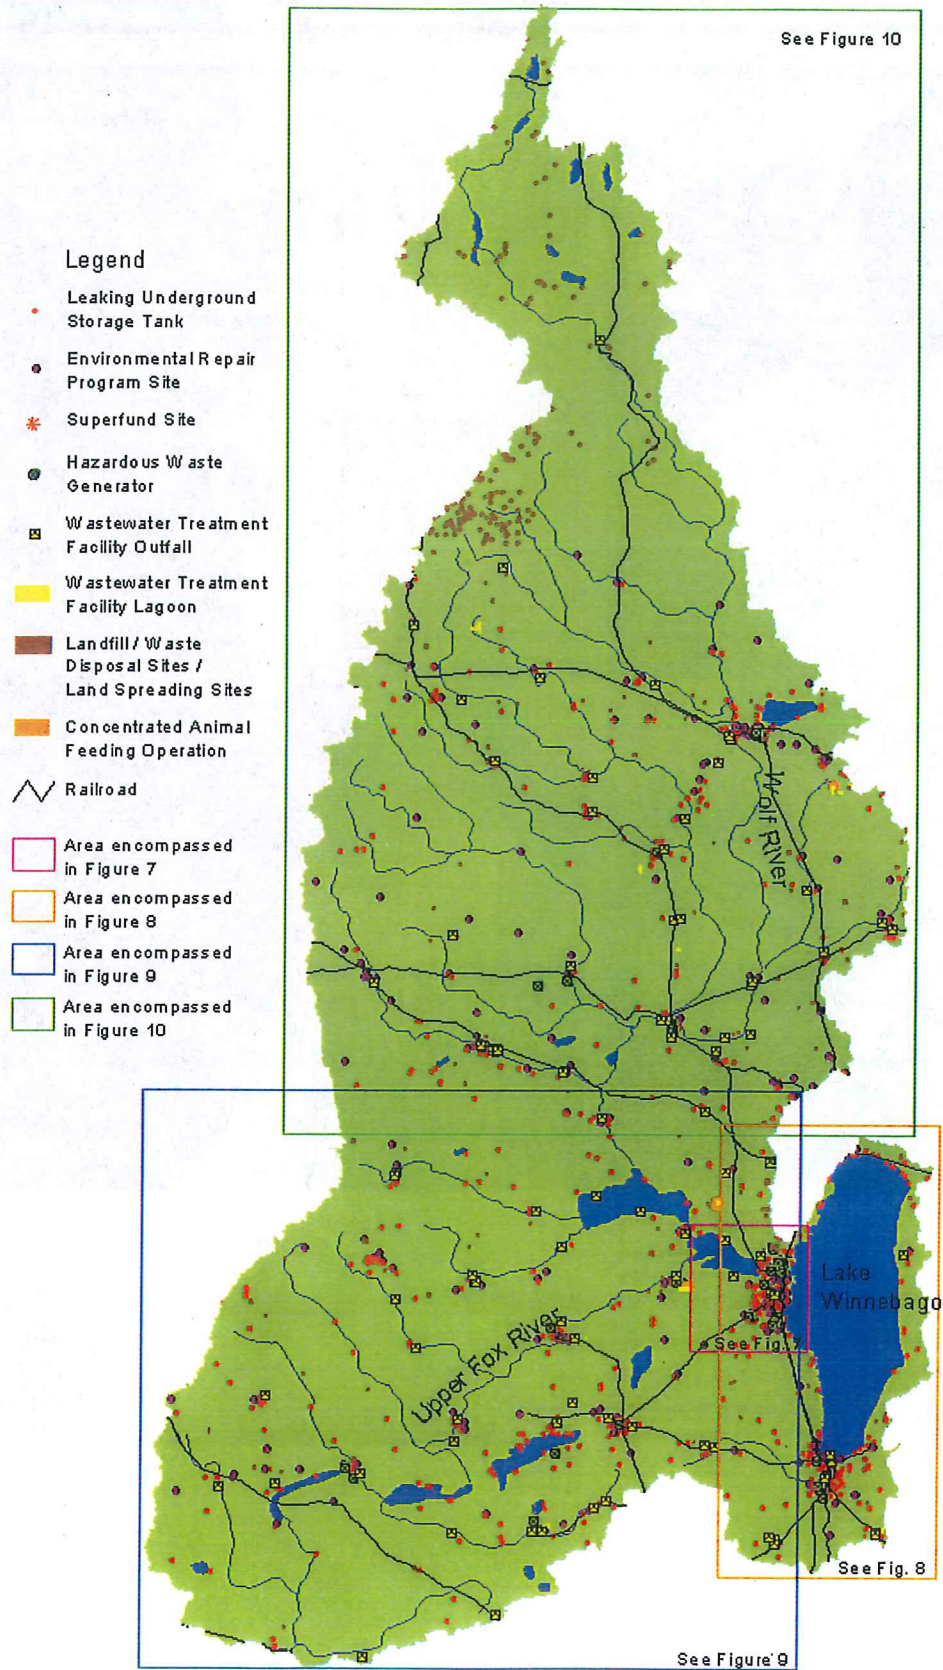 See Figure 10
Legend
Leaking Underground
Storage Tank
Environmental Repair
Program Site
Superfund Site
Hazardous Waste
Generator
Wastewater Treatment
Facility Outfall
Wastewater Treatment
Facility Lagoon
Landfill / Waste
Disposal Sites /
Land Spreading Sites
Concentrated Animal
Feeding Operation
Railroad
Area encompassed
in Figure 7
Area encompassed
in Figure 8
Area encompassed
in Figure 9
Area encompassed
in Figure 10
Wolf River
Lake
Winnebago
See Fig. 7
Upper Fox River
See Fig. 8
See Figure 9